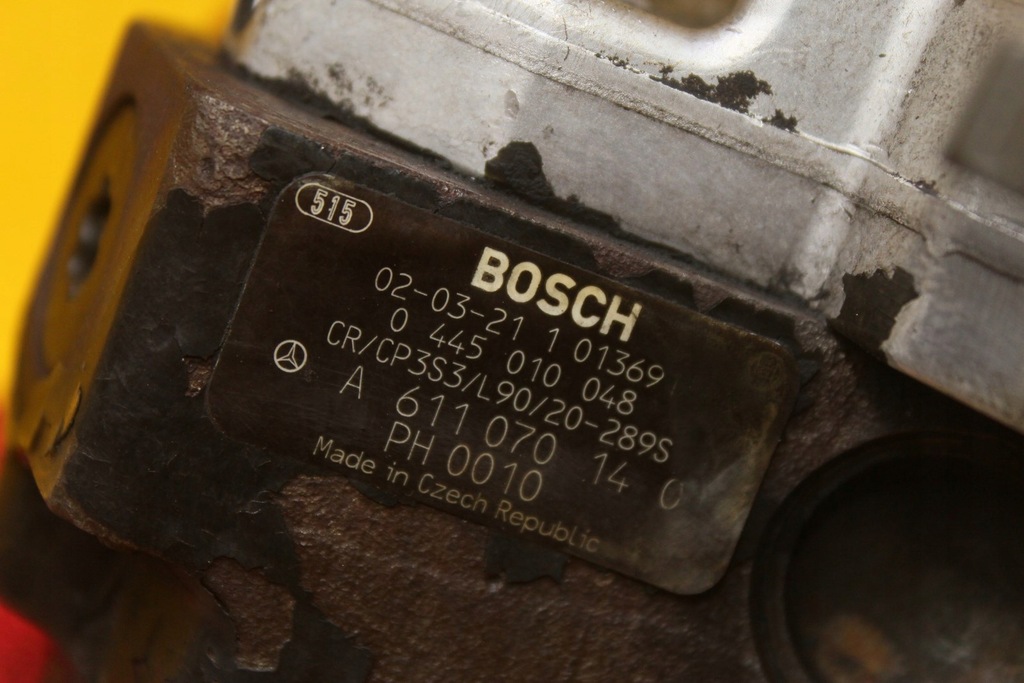 515
BOSCH
02-03-21 1 01369
0 445 010 048
CR/CP3S3/L90/20-289S
A 611 070 14 0
PH 0010
Made in Czech Republic